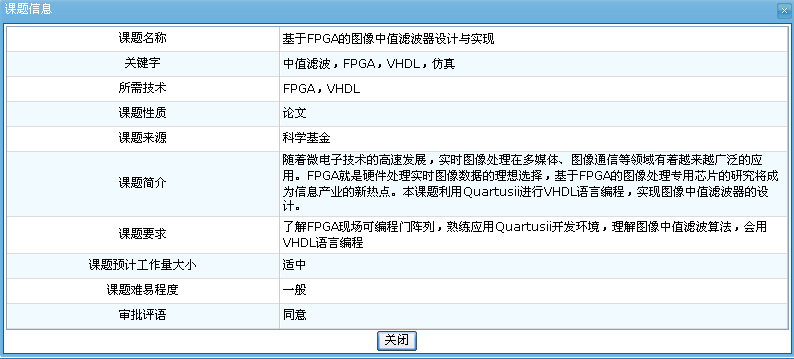 课题信息
课题名称 基于FPGA的图像中值滤波器设计与实现
关键字 中值滤波，FPGA，VHDL，仿真
所需技术 FPGA，VHDL
课题性质 论文
课题来源 科学基金
课题简介 随着微电子技术的高速发展，实时图像处理在多媒体、图像通信等领域有着越来越广泛的应
用。FPGA就是硬件处理实时图像数据的理想选择，基于FPGA的图像处理专用芯片的研究将成
为信息产业的新热点。本课题利用Quartusii进行VHDL语言编程，实现图像中值滤波器的设
计。
课题要求 了解FPGA现场可编程门阵列，熟练应用Quartusii开发环境，理解图像中值滤波算法，会用
VHDL语言编程
课题预计工作量大小 适中
课题难易程度 一般
审批评语 同意
关闭